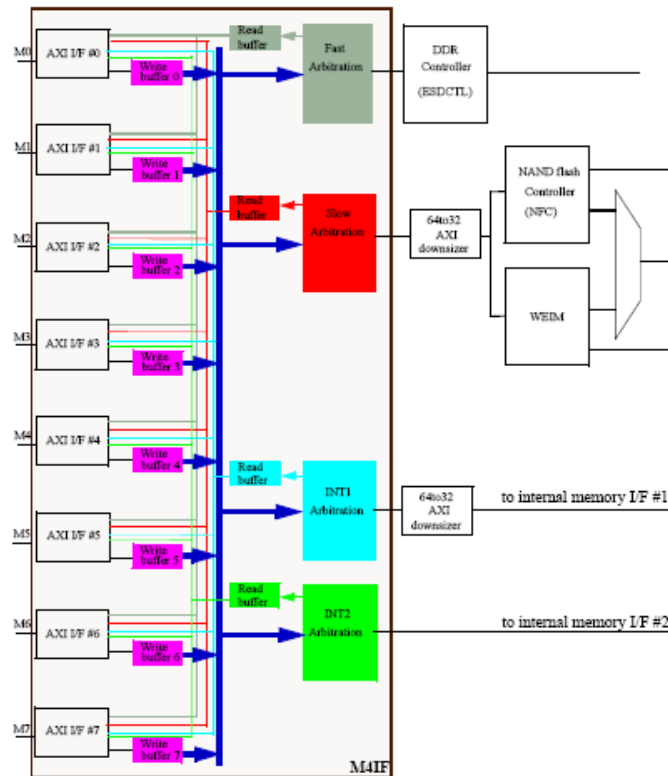 M0
AXI I/F #0
Write
buffer 0
Read
buffer
Fast
Arbitration
DDR
Controller
(ESDCTL)
M1
AXI I/F #1
Write
buffer 1
NAND flash
Controller
(NFC)
M2
AXI I/F #2
Write
buffer 2
Read
buffer
Slow
Arbitration
64to32
AXI
downsizer
WEIM
M3
AXI I/F #3
Write
buffer 3
M4
AXI I/F #4
Write
buffer 4
Read
buffer
INT1
Arbitration
64to32
AXI
downsizer
to internal memory I/F #1
M5
AXI I/F #5
Write
buffer 5
Read
buffer
INT2
Arbitration
to internal memory I/F #2
M6
AXI I/F #6
Write
buffer 6
M7
AXI I/F #7
Write
buffer 7
M4IF